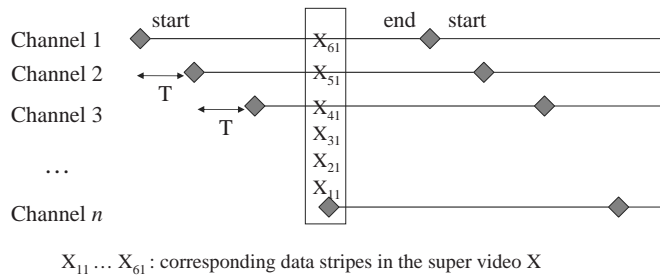 start end start
Channel 1 X₆₁
Channel 2 X₅₁
T
Channel 3 X₄₁
T
X₃₁
... X₂₁
X₁₁
Channel n
X₁₁ ... X₆₁ : corresponding data stripes in the super video X